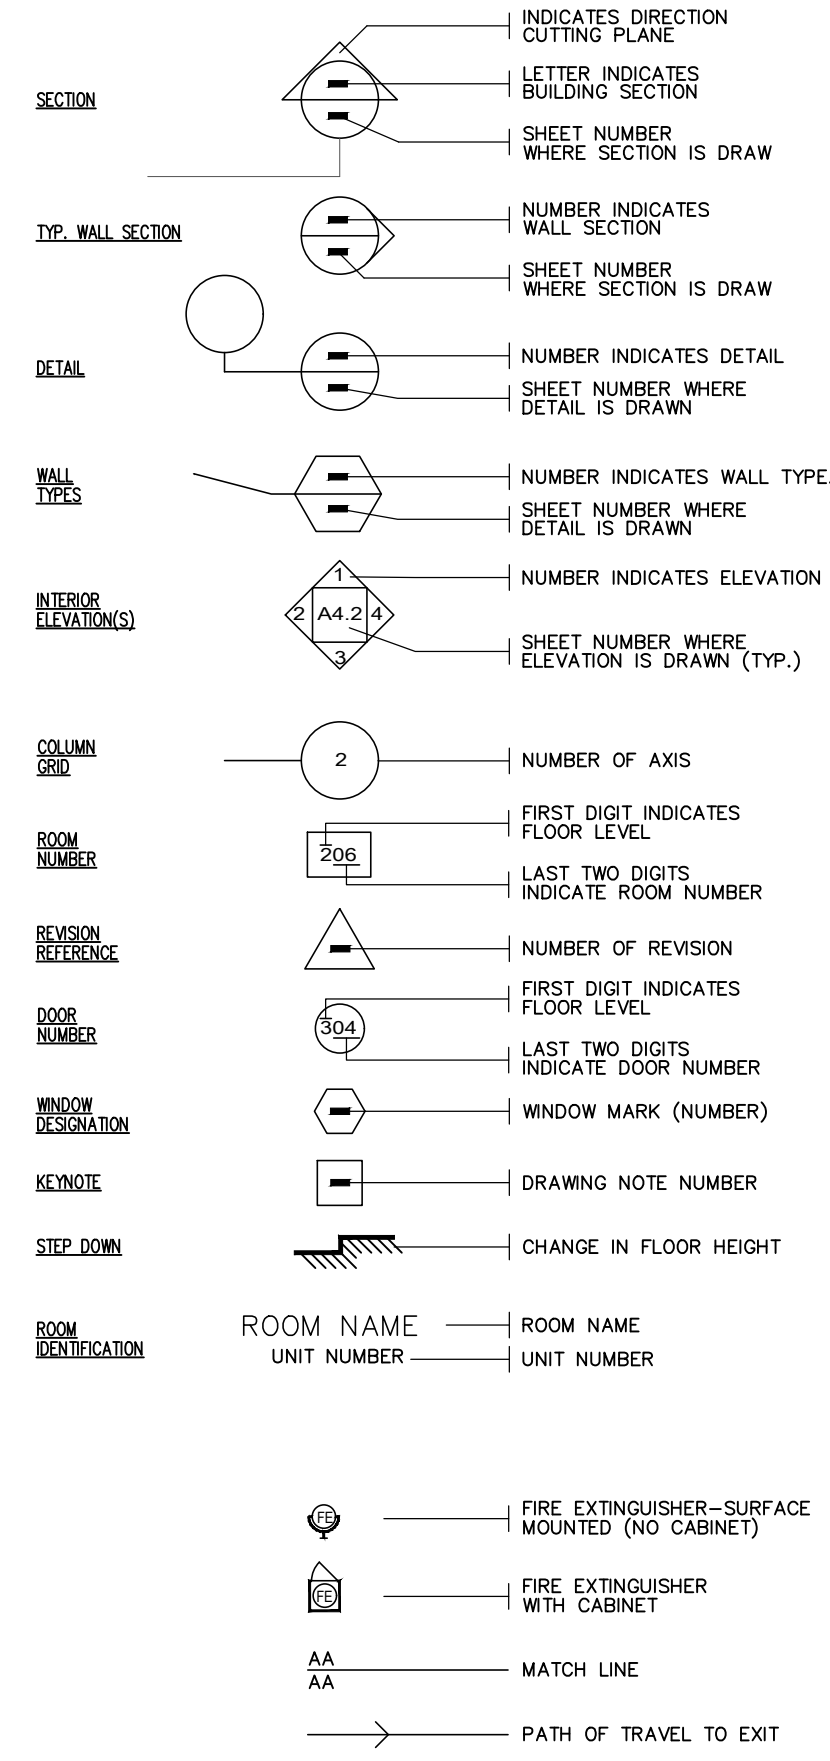 INDICATES DIRECTION
CUTTING PLANE
SECTION
LETTER INDICATES
BUILDING SECTION
SHEET NUMBER
WHERE SECTION IS DRAW
TYP. WALL SECTION
NUMBER INDICATES
WALL SECTION
SHEET NUMBER
WHERE SECTION IS DRAW
DETAIL
NUMBER INDICATES DETAIL
SHEET NUMBER WHERE
DETAIL IS DRAWN
WALL
TYPES
NUMBER INDICATES WALL TYPE.
SHEET NUMBER WHERE
DETAIL IS DRAWN
INTERIOR
ELEVATION(S)
1
2 A4.2 4
3
NUMBER INDICATES ELEVATION
SHEET NUMBER WHERE
ELEVATION IS DRAWN (TYP.)
COLUMN
GRID
2
NUMBER OF AXIS
ROOM
NUMBER
206
FIRST DIGIT INDICATES
FLOOR LEVEL
LAST TWO DIGITS
INDICATE ROOM NUMBER
REVISION
REFERENCE
NUMBER OF REVISION
DOOR
NUMBER
304
FIRST DIGIT INDICATES
FLOOR LEVEL
LAST TWO DIGITS
INDICATE DOOR NUMBER
WINDOW
DESIGNATION
WINDOW MARK (NUMBER)
KEYNOTE
DRAWING NOTE NUMBER
STEP DOWN
CHANGE IN FLOOR HEIGHT
ROOM
IDENTIFICATION
ROOM NAME
UNIT NUMBER
ROOM NAME
UNIT NUMBER
FE
FIRE EXTINGUISHER-SURFACE
MOUNTED (NO CABINET)
FE
FIRE EXTINGUISHER
WITH CABINET
AA
AA
MATCH LINE
PATH OF TRAVEL TO EXIT